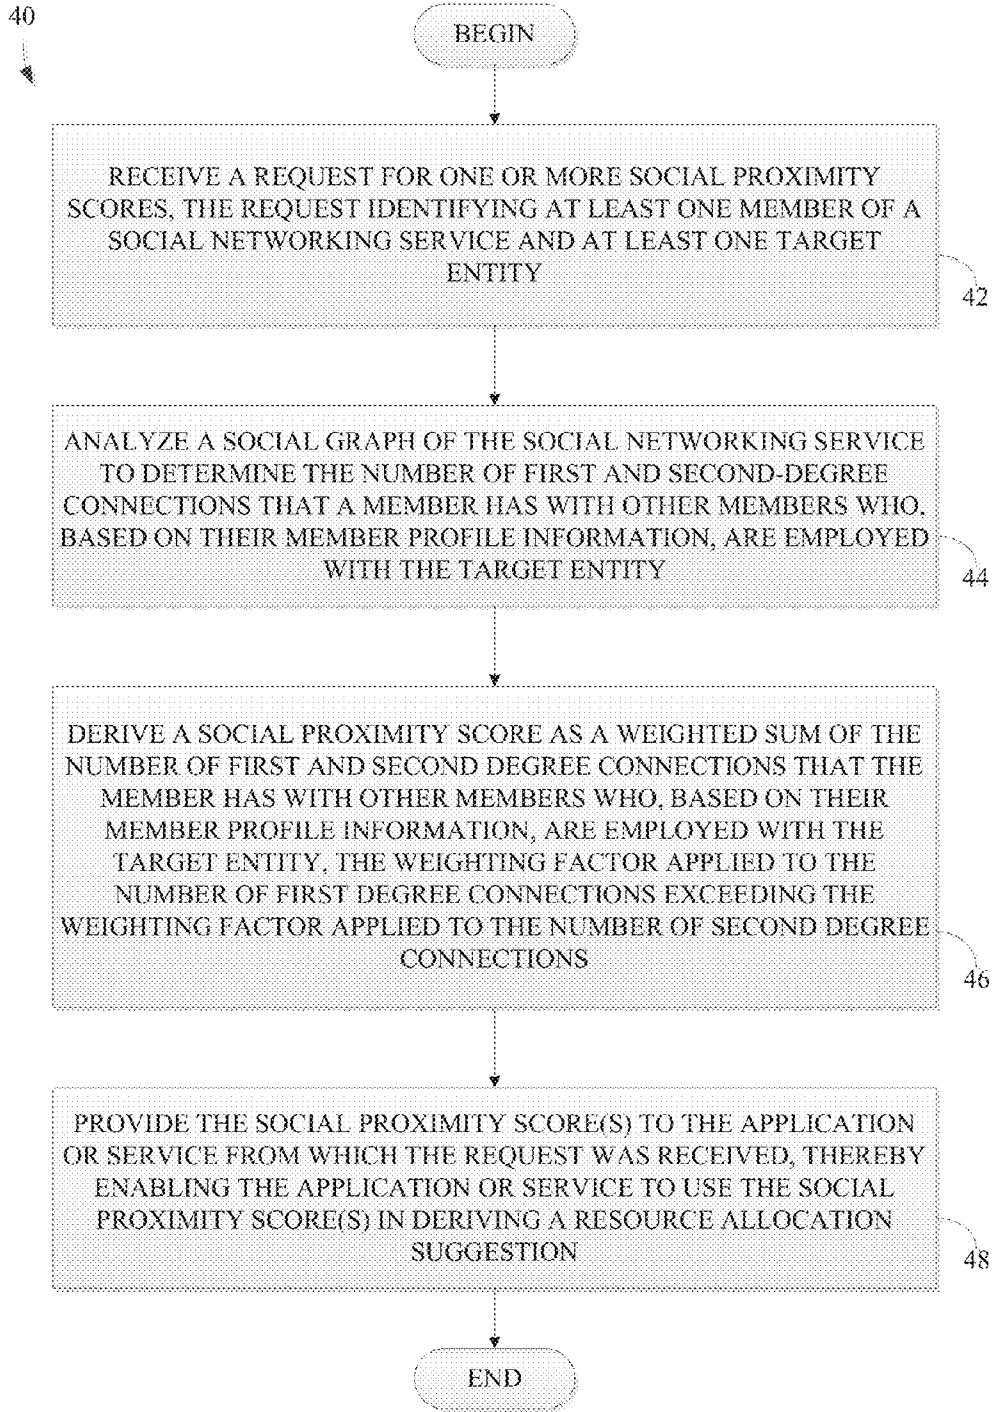 40
BEGIN
RECEIVE A REQUEST FOR ONE OR MORE SOCIAL PROXIMITY
SCORES, THE REQUEST IDENTIFYING AT LEAST ONE MEMBER OF A
SOCIAL NETWORKING SERVICE AND AT LEAST ONE TARGET
ENTITY
42
ANALYZE A SOCIAL GRAPH OF THE SOCIAL NETWORKING SERVICE
TO DETERMINE THE NUMBER OF FIRST AND SECOND-DEGREE
CONNECTIONS THAT A MEMBER HAS WITH OTHER MEMBERS WHO,
BASED ON THEIR MEMBER PROFILE INFORMATION, ARE EMPLOYED
WITH THE TARGET ENTITY
44
DERIVE A SOCIAL PROXIMITY SCORE AS A WEIGHTED SUM OF THE
NUMBER OF FIRST AND SECOND DEGREE CONNECTIONS THAT THE
MEMBER HAS WITH OTHER MEMBERS WHO, BASED ON THEIR
MEMBER PROFILE INFORMATION, ARE EMPLOYED WITH THE
TARGET ENTITY, THE WEIGHTING FACTOR APPLIED TO THE
NUMBER OF FIRST DEGREE CONNECTIONS EXCEEDING THE
WEIGHTING FACTOR APPLIED TO THE NUMBER OF SECOND DEGREE
CONNECTIONS
46
PROVIDE THE SOCIAL PROXIMITY SCORE(S) TO THE APPLICATION
OR SERVICE FROM WHICH THE REQUEST WAS RECEIVED, THEREBY
ENABLING THE APPLICATION OR SERVICE TO USE THE SOCIAL
PROXIMITY SCORE(S) IN DERIVING A RESOURCE ALLOCATION
SUGGESTION
48
END